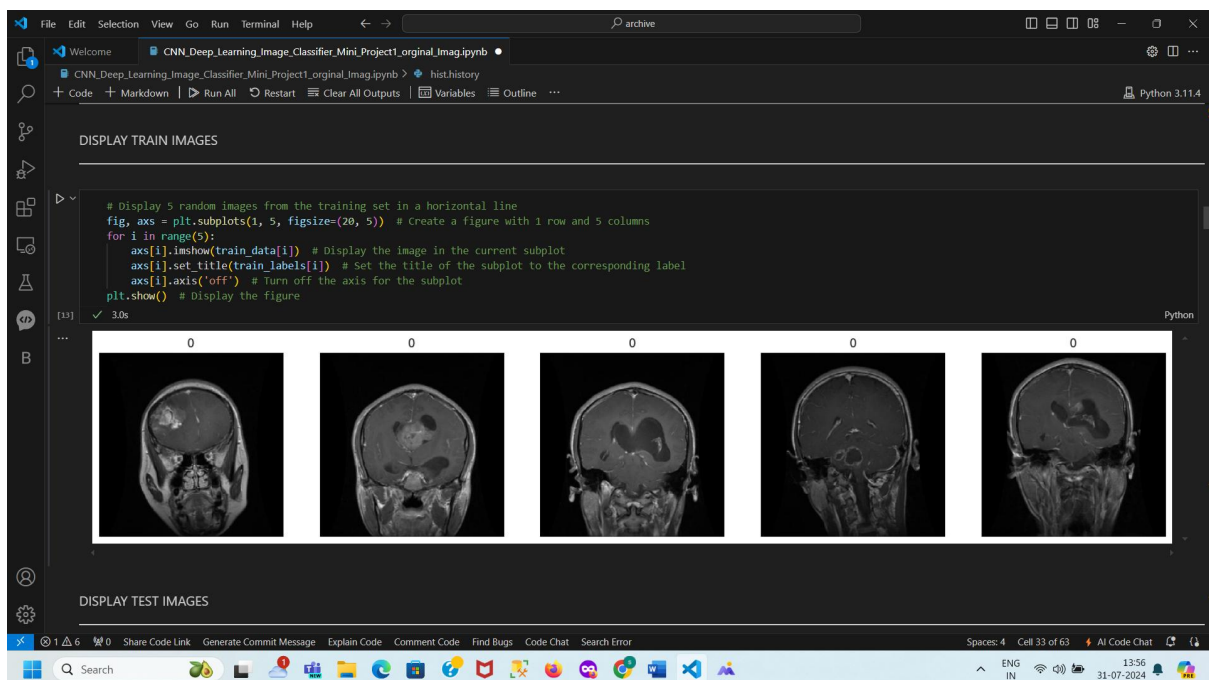 File Edit Selection View Go Run Terminal Help archive
Welcome CNN_Deep_Learning_Image_Classifier_Mini_Project1_orginal_Imag.ipynb
CNN_Deep_Learning_Image_Classifier_Mini_Project1_orginal_Imag.ipynb > hist.history
+ Code + Markdown | Run All Restart Clear All Outputs | Variables Outline ... Python 3.11.4
DISPLAY TRAIN IMAGES
# Display 5 random images from the training set in a horizontal line
fig, axs = plt.subplots(1, 5, figsize=(20, 5))  # Create a figure with 1 row and 5 columns
for i in range(5):
    axs[i].imshow(train_data[i])  # Display the image in the current subplot
    axs[i].set_title(train_labels[i])  # Set the title of the subplot to the corresponding label
    axs[i].axis('off')  # Turn off the axis for the subplot
plt.show()  # Display the figure
[13] ✓ 3.0s Python
0 0 0 0 0
B
DISPLAY TEST IMAGES
1 6 0 Share Code Link Generate Commit Message Explain Code Comment Code Find Bugs Code Chat Search Error Spaces: 4 Cell 33 of 63 AI Code Chat
Search ENG 13:56
IN 31-07-2024